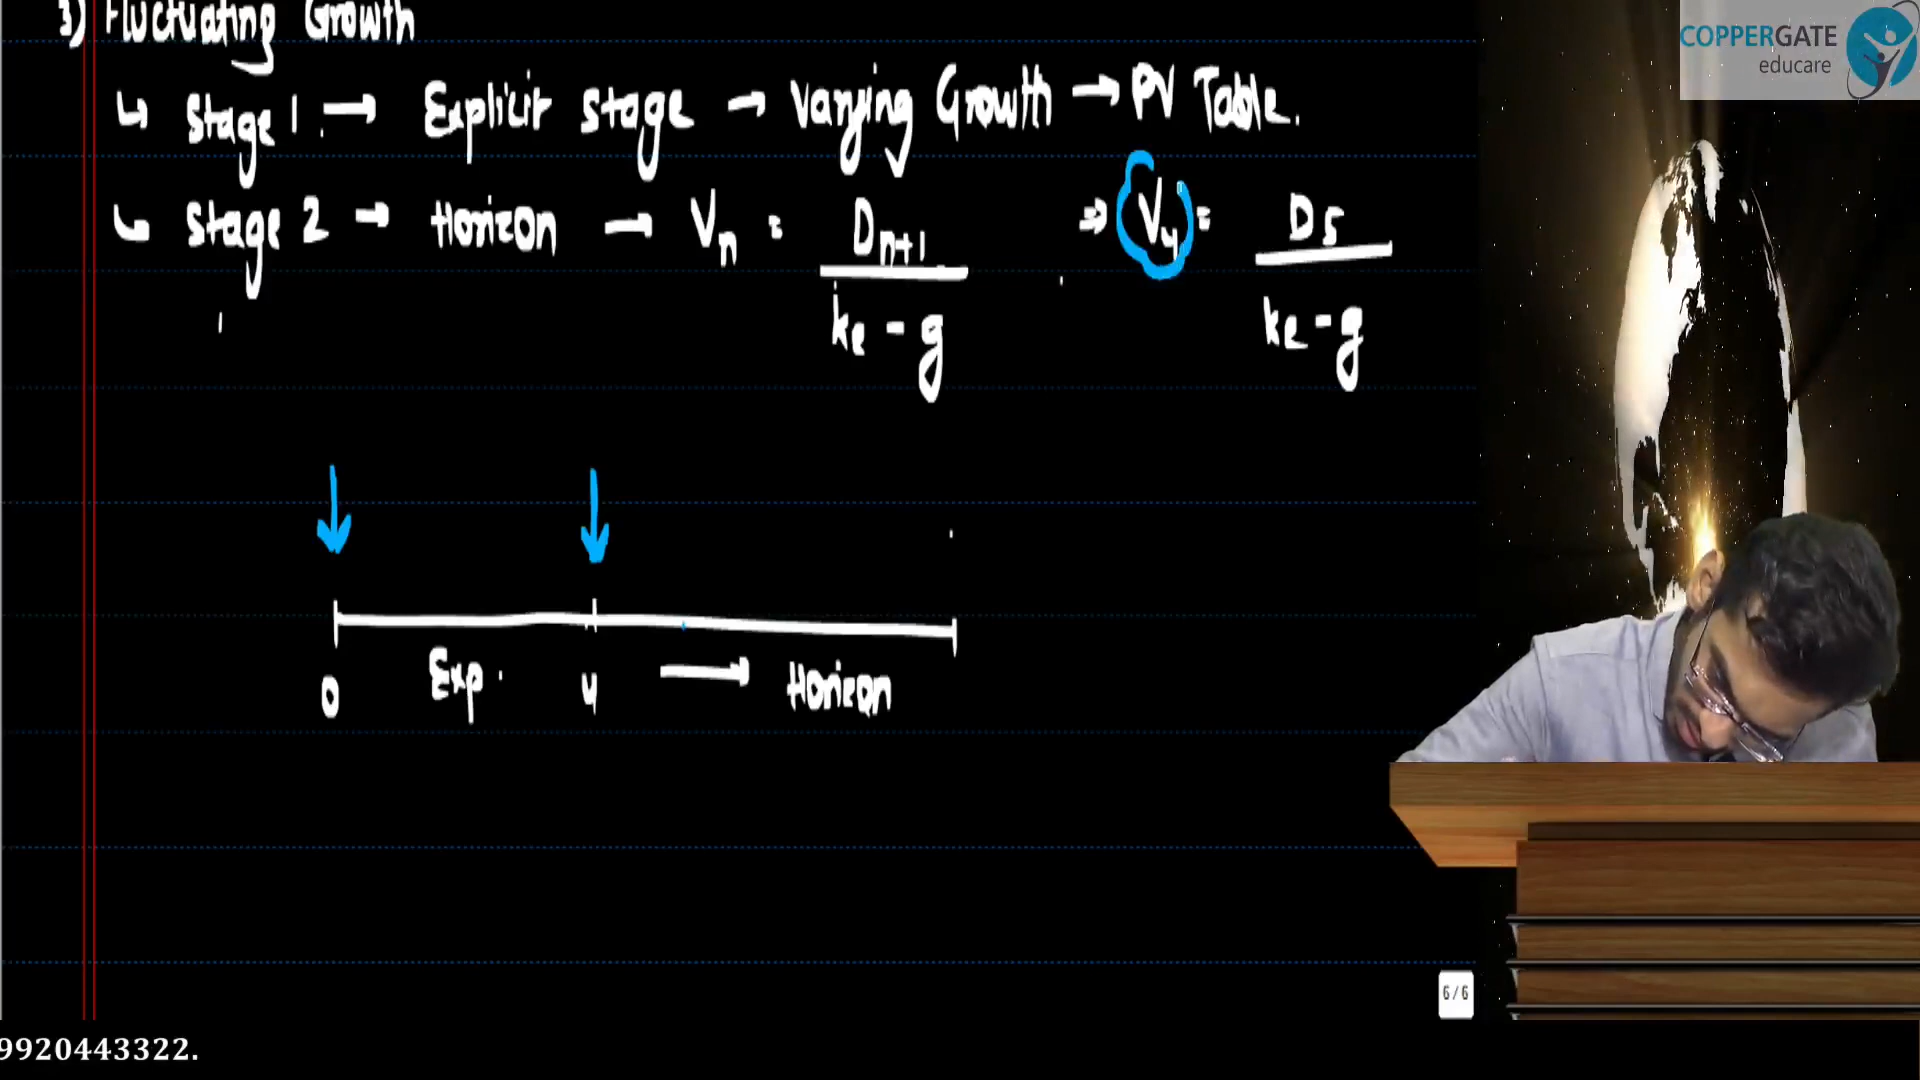 3) Fluctuating Growth
↳ Stage 1 → Explicit Stage → Varying Growth → PV Table.
↳ Stage 2 → Horizon → Vn = Dn+1 / ke - g ⇒ V4 = D5 / ke - g
0 Exp. 4 → Horizon
COPPERGATE
educare
6/6
9920443322.